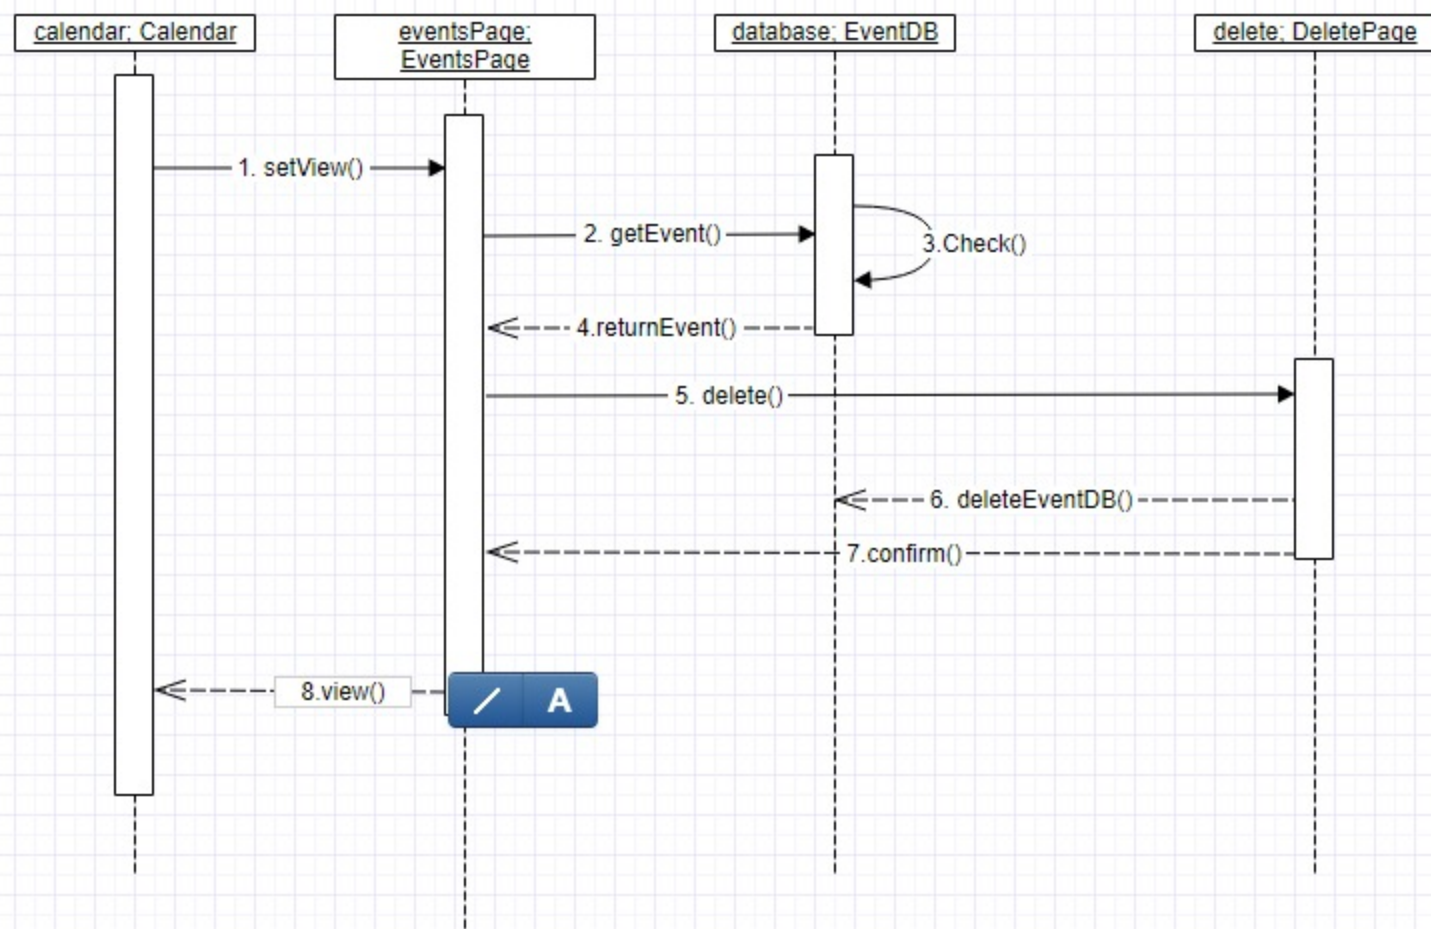 calendar; Calendar
eventsPage;
EventsPage
database; EventDB
delete; DeletePage
1. setView()
2. getEvent()
3.Check()
4.returnEvent()
5. delete()
6. deleteEventDB()
7.confirm()
8.view()
A